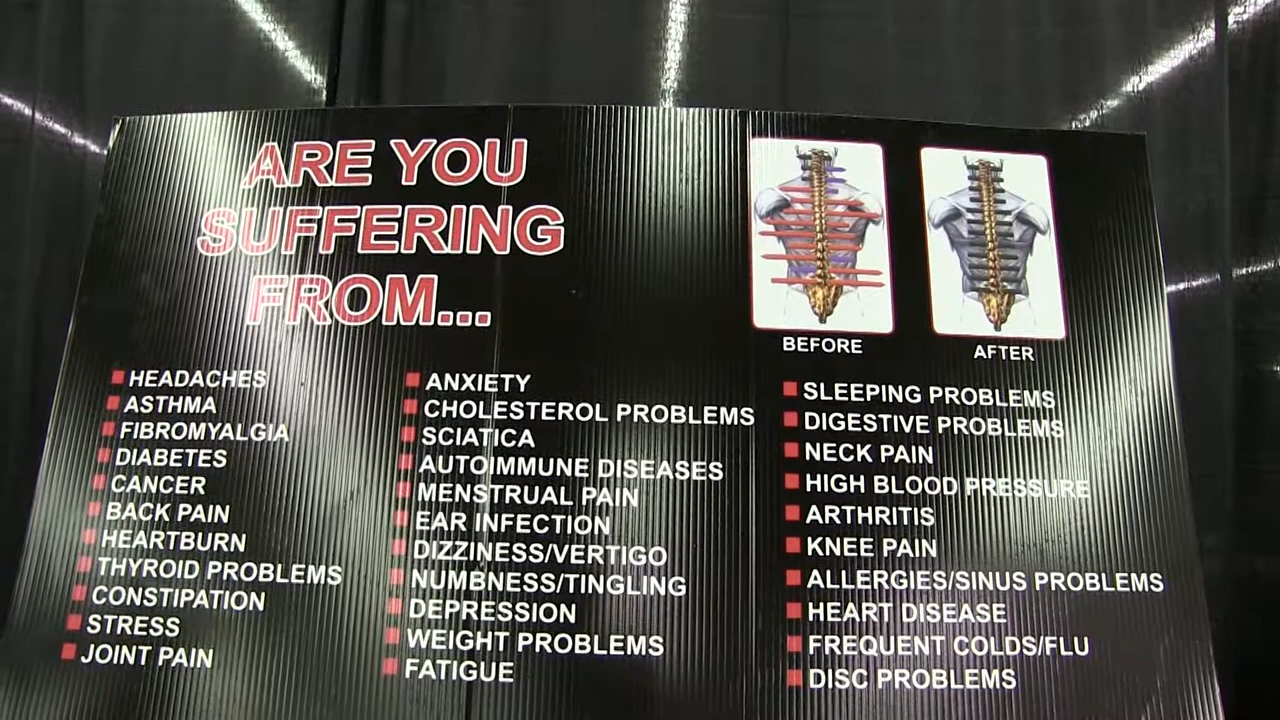 ARE YOU
SUFFERING
FROM...
BEFORE
AFTER
HEADACHES
ASTHMA
FIBROMYALGIA
DIABETES
CANCER
BACK PAIN
HEARTBURN
THYROID PROBLEMS
CONSTIPATION
STRESS
JOINT PAIN
ANXIETY
CHOLESTEROL PROBLEMS
SCIATICA
AUTOIMMUNE DISEASES
MENSTRUAL PAIN
EAR INFECTION
DIZZINESS/VERTIGO
NUMBNESS/TINGLING
DEPRESSION
WEIGHT PROBLEMS
FATIGUE
SLEEPING PROBLEMS
DIGESTIVE PROBLEMS
NECK PAIN
HIGH BLOOD PRESSURE
ARTHRITIS
KNEE PAIN
ALLERGIES/SINUS PROBLEMS
HEART DISEASE
FREQUENT COLDS/FLU
DISC PROBLEMS